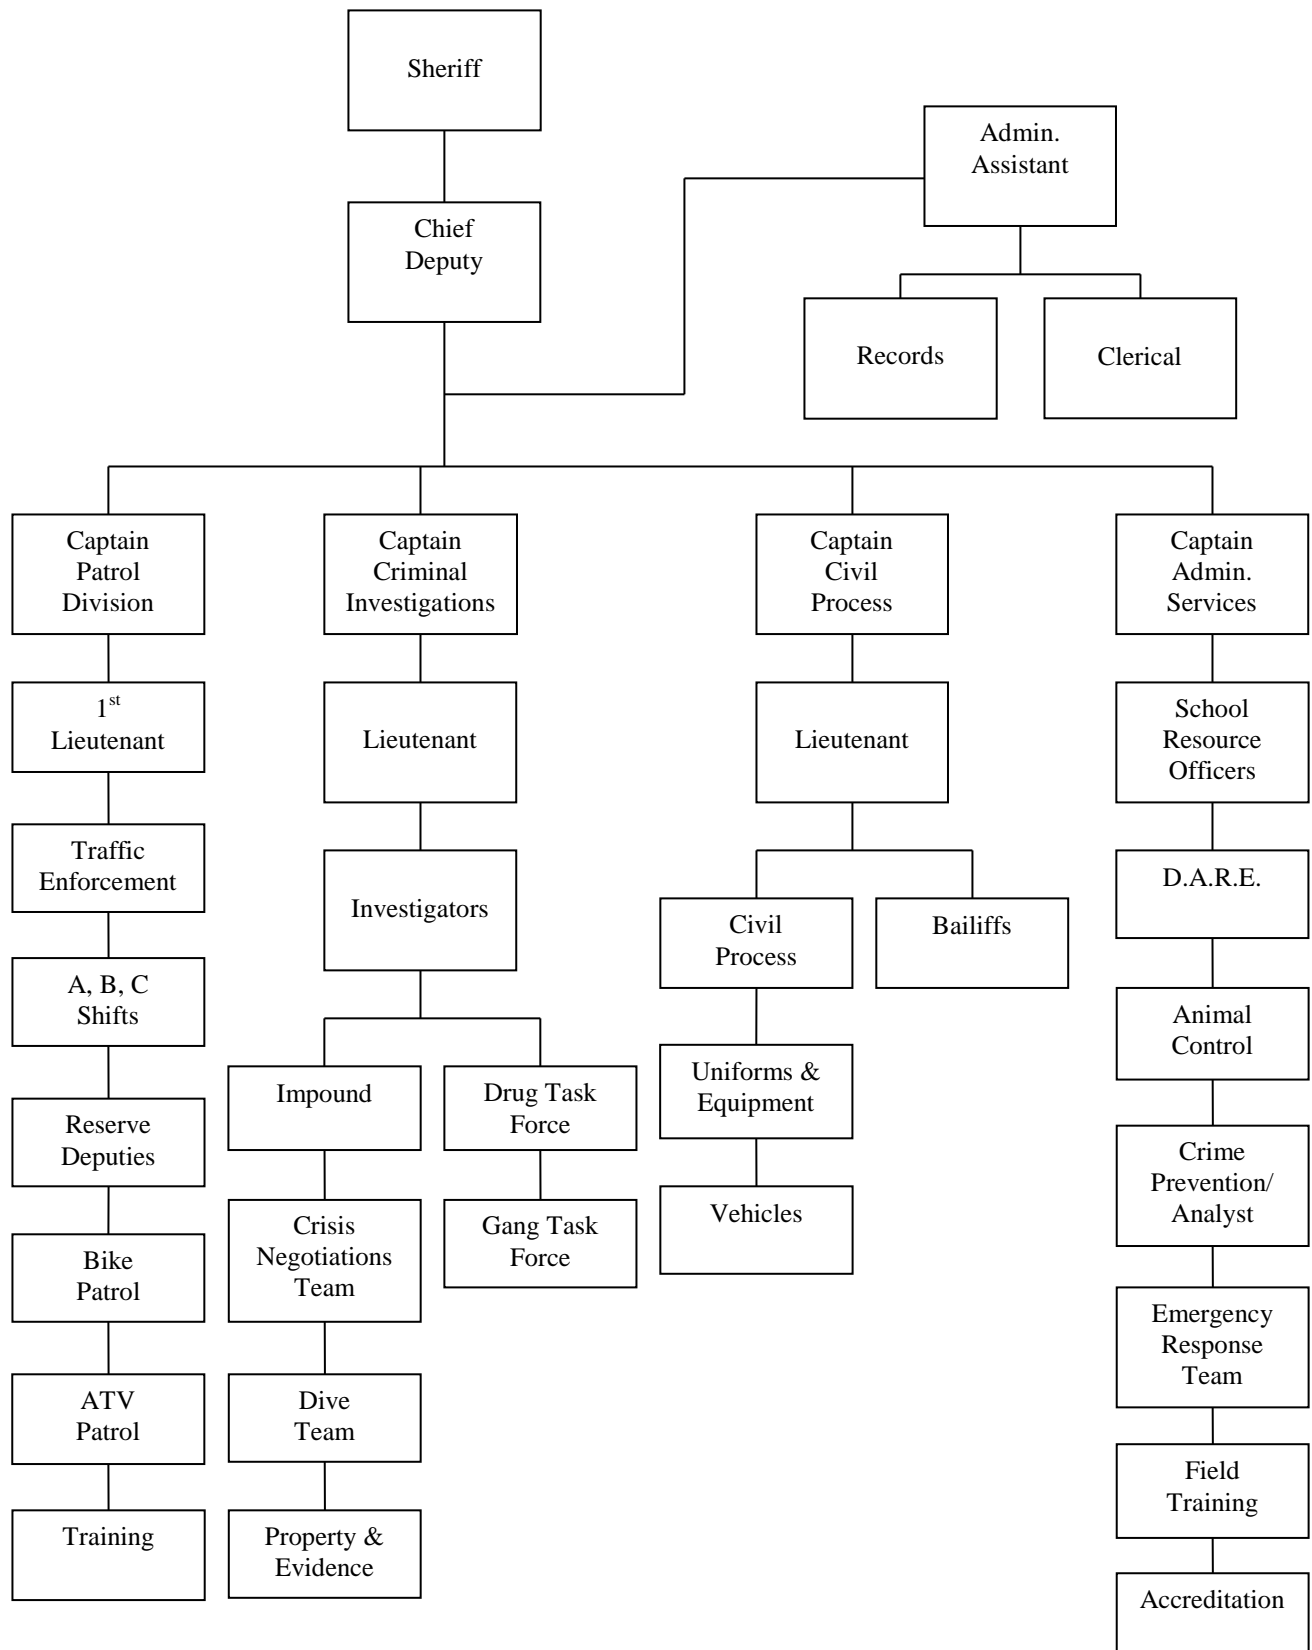 Sheriff
Admin.
Assistant
Chief
Deputy
Records
Clerical
Captain
Patrol
Division
Captain
Criminal
Investigations
Captain
Civil
Process
Captain
Admin.
Services
1st
Lieutenant
Lieutenant
Lieutenant
School
Resource
Officers
Traffic
Enforcement
Investigators
Civil
Process
Bailiffs
D.A.R.E.
A, B, C
Shifts
Impound
Drug Task
Force
Uniforms &
Equipment
Animal
Control
Reserve
Deputies
Crisis
Negotiations
Team
Gang Task
Force
Vehicles
Crime
Prevention/
Analyst
Bike
Patrol
Emergency
Response
Team
ATV
Patrol
Dive
Team
Field
Training
Training
Property &
Evidence
Accreditation